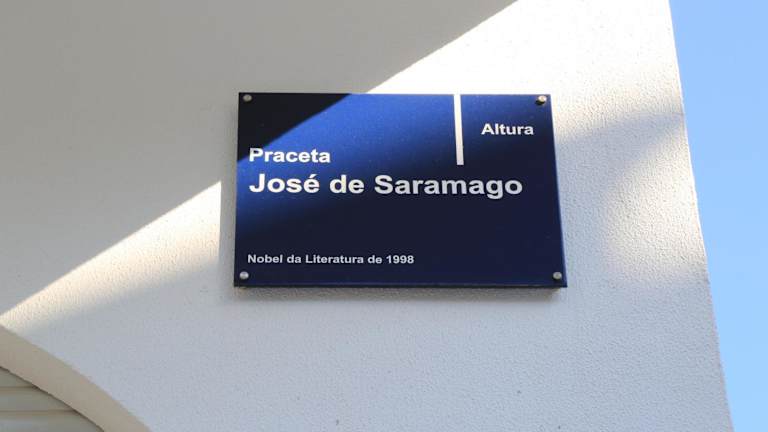 Altura
Praceta
José de Saramago
Nobel da Literatura de 1998